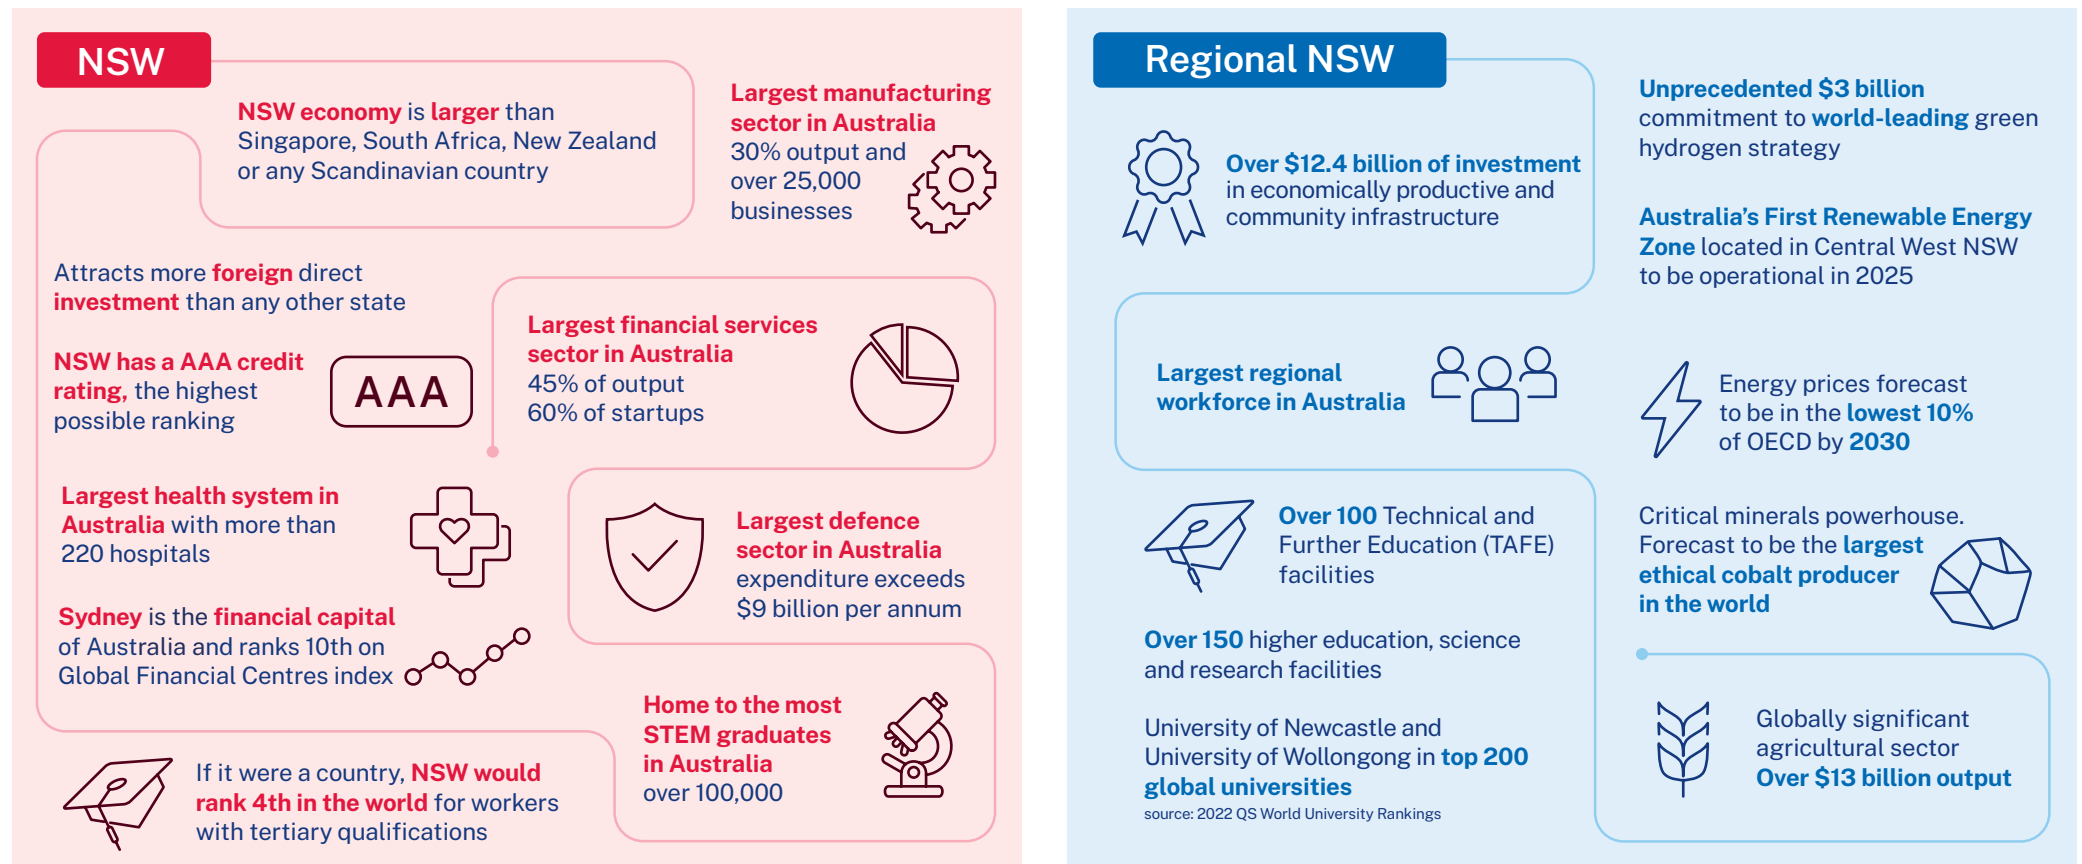 NSW
NSW economy is larger than
Singapore, South Africa, New Zealand
or any Scandinavian country
Largest manufacturing
sector in Australia
30% output and
over 25,000
businesses
Attracts more foreign direct
investment than any other state
NSW has a AAA credit
rating, the highest
possible ranking
AAA
Largest financial services
sector in Australia
45% of output
60% of startups
Largest health system in
Australia with more than
220 hospitals
Largest defence
sector in Australia
expenditure exceeds
$9 billion per annum
Sydney is the financial capital
of Australia and ranks 10th on
Global Financial Centres index
Home to the most
STEM graduates
in Australia
over 100,000
If it were a country, NSW would
rank 4th in the world for workers
with tertiary qualifications
Regional NSW
Over $12.4 billion of investment
in economically productive and
community infrastructure
Unprecedented $3 billion
commitment to world-leading green
hydrogen strategy
Australia's First Renewable Energy
Zone located in Central West NSW
to be operational in 2025
Largest regional
workforce in Australia
Energy prices forecast
to be in the lowest 10%
of OECD by 2030
Over 100 Technical and
Further Education (TAFE)
facilities
Critical minerals powerhouse.
Forecast to be the largest
ethical cobalt producer
in the world
Over 150 higher education, science
and research facilities
University of Newcastle and
University of Wollongong in top 200
global universities
source: 2022 QS World University Rankings
Globally significant
agricultural sector
Over $13 billion output